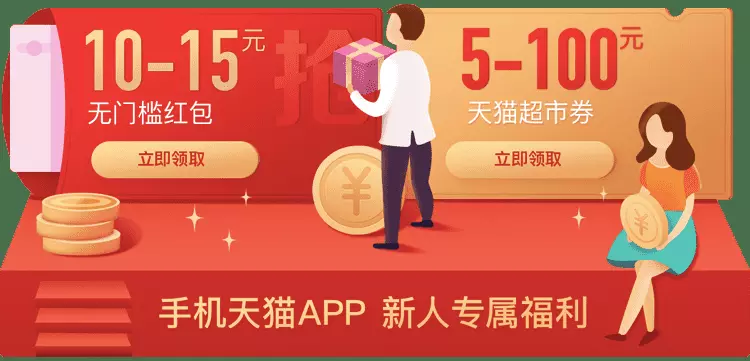 10-15元
无门槛红包
立即领取
抢
5-100元
天猫超市券
立即领取
¥
¥
手机天猫APP 新人专属福利